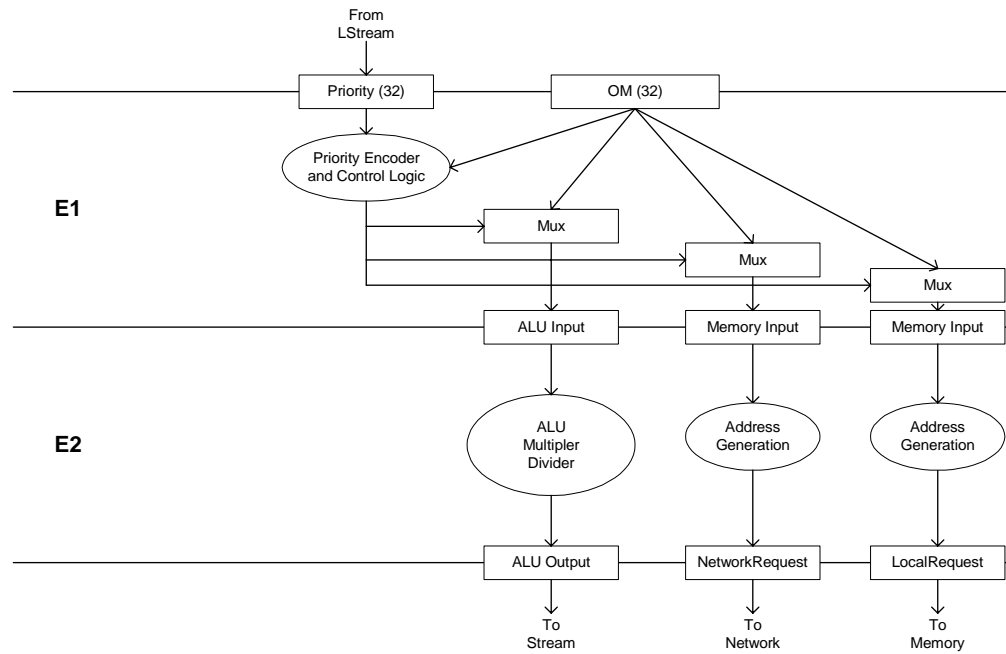 From
LStream
Priority (32)
OM (32)
Priority Encoder
and Control Logic
E1
Mux
Mux
Mux
ALU Input
Memory Input
Memory Input
E2
ALU
Multipler
Divider
Address
Generation
Address
Generation
ALU Output
NetworkRequest
LocalRequest
To
Stream
To
Network
To
Memory